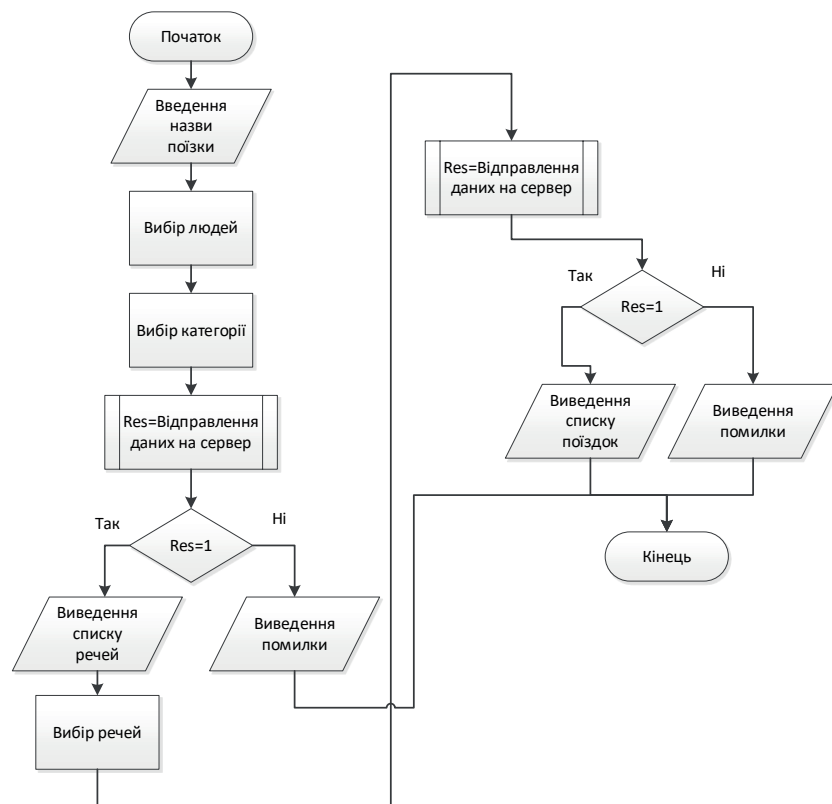 Початок
Введення
назви
поїзки
Вибір людей
Вибір категорії
Res=Відправлення
даних на сервер
Так
Ні
Res=1
Виведення
списку
речей
Виведення
помилки
Вибір речей
Res=Відправлення
даних на сервер
Так
Ні
Res=1
Виведення
списку
поїздок
Виведення
помилки
Кінець